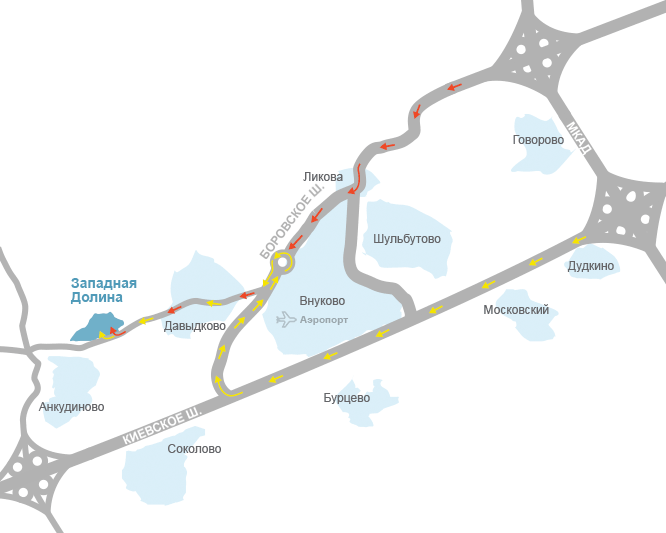 МКАД
Говорово
Ликова
БОРОВСКОЕ Ш.
Шульбутово
Дудкино
Западная
Долина
Внуково
Аэропорт
Московский
Давыдково
Бурцево
Анкудиново
КИЕВСКОЕ Ш.
Соколово